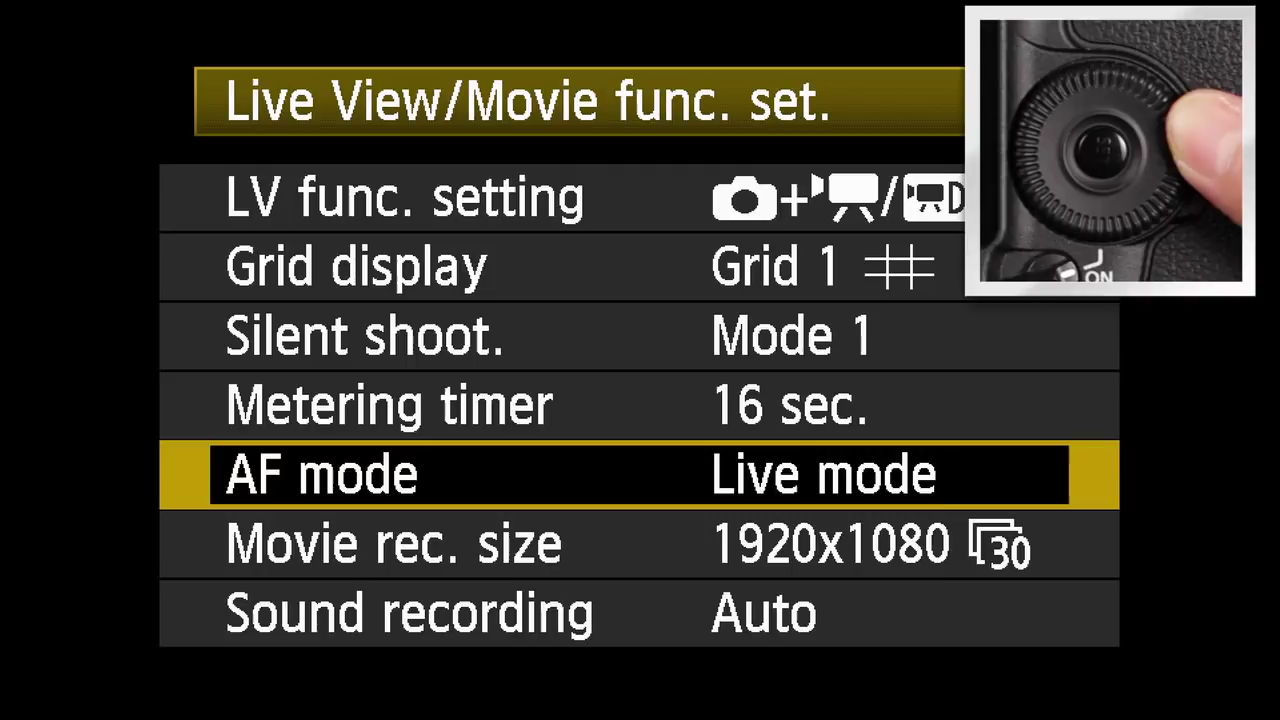 Live View/Movie func. set.
LV func. setting +/D
Grid display Grid 1
Silent shoot. Mode 1
Metering timer 16 sec.
AF mode Live mode
Movie rec. size 1920x1080 30
Sound recording Auto
ON